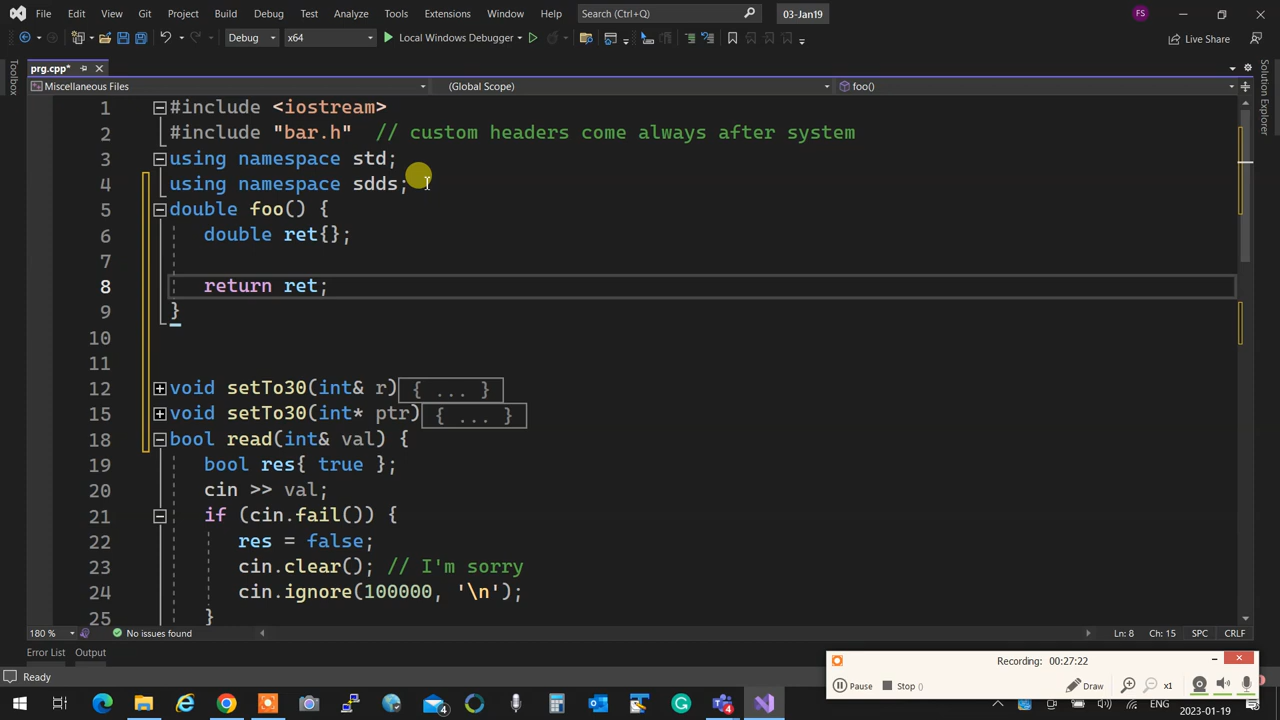 File Edit View Git Project Build Debug Test Analyze Tools Extensions Window Help Search (Ctrl+Q) 03-Jan19 FS
Debug x64 Local Windows Debugger Live Share
Toolbox
prg.cpp*
Solution Explorer
Miscellaneous Files (Global Scope) foo()
1 #include <iostream>
2 #include "bar.h"  // custom headers come always after system
3 using namespace std;
4 using namespace sdds;
5 double foo() {
6 double ret{};
7
8 return ret;
9 }
10
11
12 void setTo30(int& r){ ... }
15 void setTo30(int* ptr){ ... }
18 bool read(int& val) {
19 bool res{ true };
20 cin >> val;
21 if (cin.fail()) {
22 res = false;
23 cin.clear(); // I'm sorry
24 cin.ignore(100000, '\n');
25 }
180 % No issues found Ln: 8 Ch: 15 SPC CRLF
Error List Output
Ready
Recording: 00:27:22
Pause Stop () Draw x1
4 ENG 2023-01-19